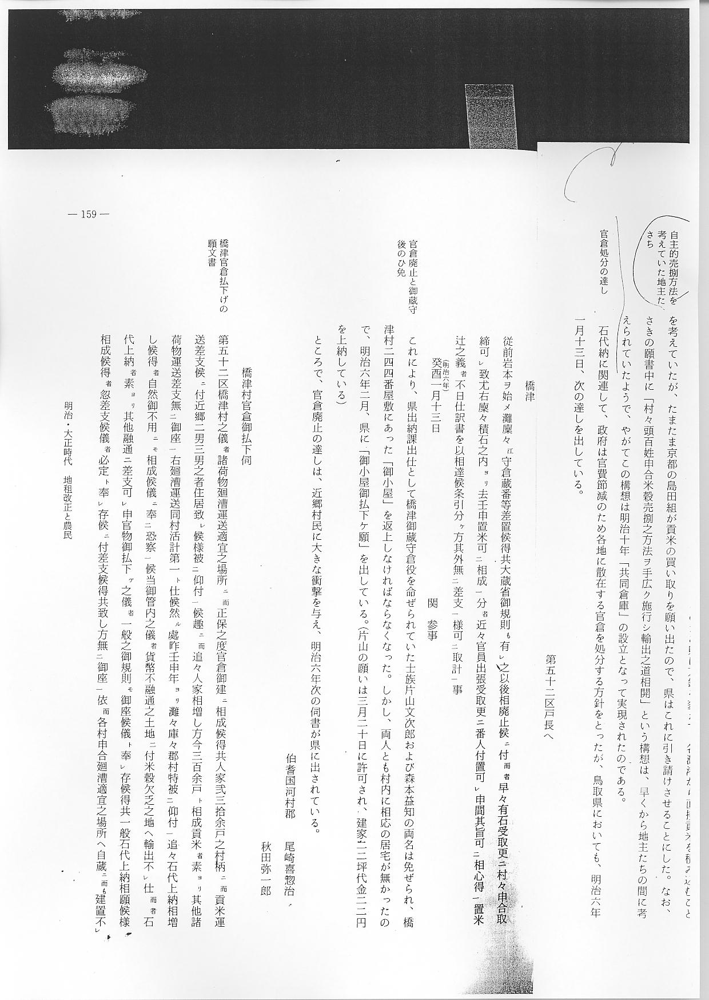 自主的売捌方法を
考えていた地主た
さち
を考えていたが、たまたま京都の島田組が貢米の買い取りを願い出たので、県はこれに引き請けさせることにした。なお、
さきの願書中に「村々頭百姓申合米穀売捌之方法ヲ手広ク施行シ輸出之道相開」という構想は、早くから地主たちの間に考
えられていたようで、やがてこの構想は明治十年「共同倉庫」の設立となって実現されたのである。
官倉処分の達し
石代納に関連して、政府は官費節減のため各地に散在する官倉を処分する方針をとったが、鳥取県においても、明治六年
一月十三日、次の達しを出している。
第五十二区戸長へ
橋津
従前岩本ヲ始メ灘廩々江守倉蔵番等差置候得共大蔵省御規則も有レ之以後相廃止候ニ付而者早々有石受取更ニ村々申合取
締可レ致尤右廩々積石之内ヨリ去壬申置米可ニ相成一分者近々官員出張受取更ニ番人付置可レ申間其旨可ニ相心得一置米
辻之義者不日仕訳書を以相達候条引分ケ方其外無ニ差支一様可ニ取計一事
癸酉(明治六年)一月十三日
関 参事
官倉廃止と御蔵守
後のひ免
これにより、県出納課出仕として橋津御蔵守倉役を命ぜられていた士族片山文次郎および森本益知の両名は免ぜられ、橋
津村二四四番屋敷にあった「御小屋」を返上しなければならなくなった。しかし、両人とも村内に相応の居宅が無かったの
で、明治六年二月、県に「御小屋御払下ケ願」を出している。(片山の願いは三月二十日に許可され、建家二二坪代金二二円
を上納している)
ところで、官倉廃止の達しは、近郷村民に大きな衝撃を与え、明治六年次の伺書が県に出されている。
伯耆国河村郡 尾崎喜惣治
秋田弥一郎
橋津村官倉御払下伺
橋津官倉払下げの
願文書
第五十二区橋津村之儀者諸荷物廻漕運送適宜之場所ニ而正保之度官倉御建ニ相成候得共人家弐三拾余戸之村柄ニ而貢米運
送差支候ニ付近郷二男三男之者住居致レ候様被ニ仰付一候趣ニ而追々人家相増し方今三百余戸ト相成貢米者素ヨリ其他諸
荷物運送差支無ニ御座一右廻漕運送同村活計第一ト仕候然ル處昨壬申年ヨリ灘々庫々郡村特被ニ仰付一追々石代上納相増
し候得者自然御不用ニモ相成候儀ニ奉ニ恐察一候当御管内之儀者貨幣不融通之土地ニ付米穀欠乏之地へ輸出不レ仕而者石
代上納者素ヨリ其他融通ニ差支可レ申官物御払下ケ之儀者一般之御規則モ御座候儀ト奉レ存候得共一般石代上納相願候様
相成候得者忽差支候儀者必定ト奉レ存候ニ付差支候得共致し方無ニ御座一依而各村申合廻漕適宜之場所へ自蔵ニ而も建置不レ
明治・大正時代 地租改正と農民
— 159 —